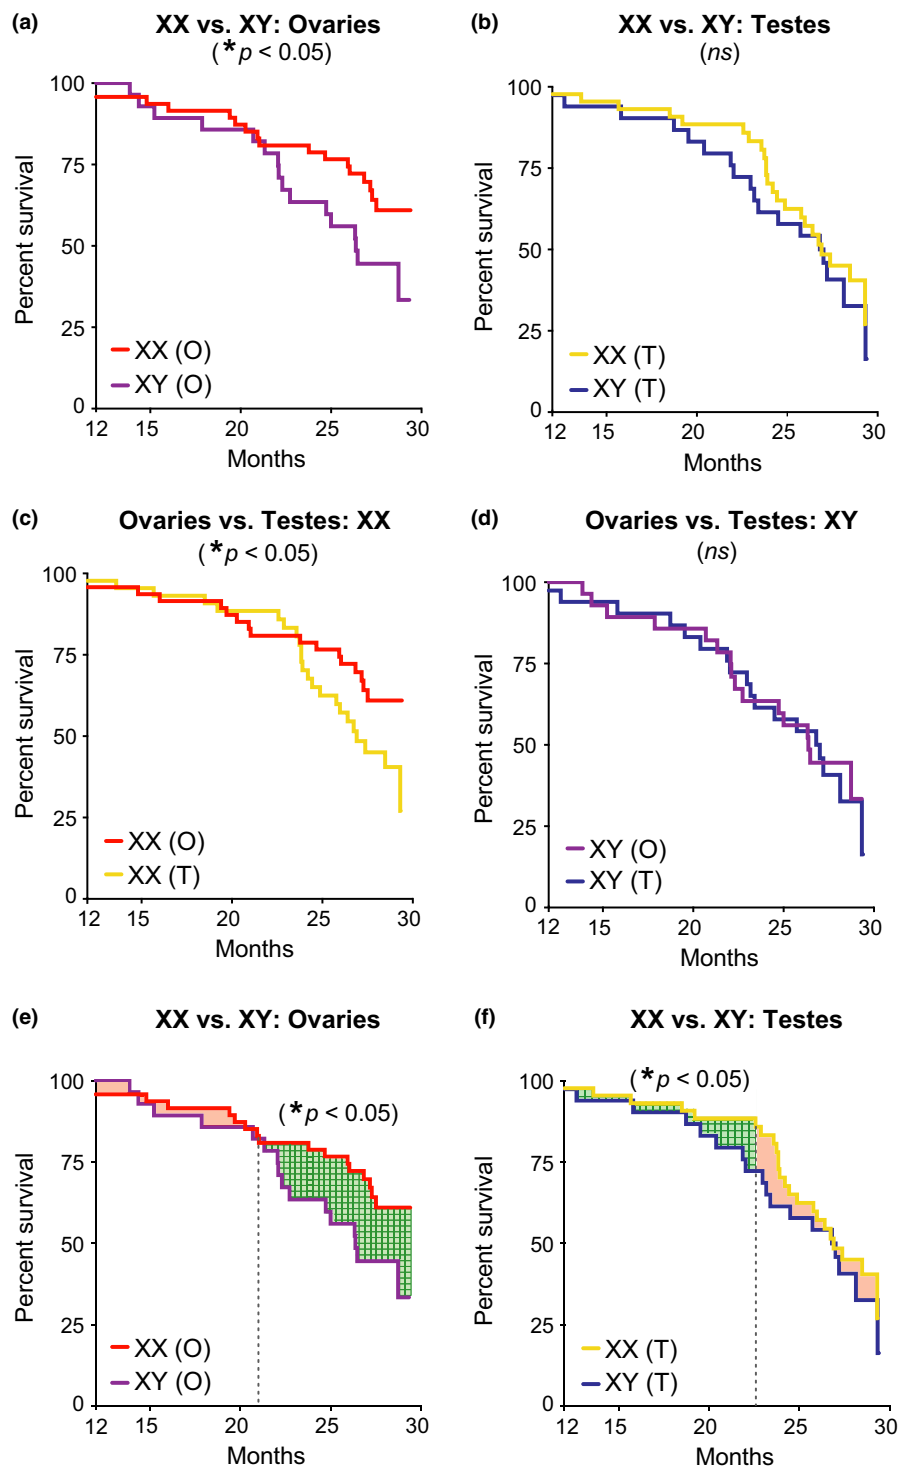 (a)
XX vs. XY: Ovaries
(*p < 0.05)
100
75
50
25
0
Percent survival
XX (O)
XY (O)
12 15 20 25 30
Months
(b)
XX vs. XY: Testes
(ns)
100
75
50
25
0
Percent survival
XX (T)
XY (T)
12 15 20 25 30
Months
(c)
Ovaries vs. Testes: XX
(*p < 0.05)
100
75
50
25
0
Percent survival
XX (O)
XX (T)
12 15 20 25 30
Months
(d)
Ovaries vs. Testes: XY
(ns)
100
75
50
25
0
Percent survival
XY (O)
XY (T)
12 15 20 25 30
Months
(e)
XX vs. XY: Ovaries
(*p < 0.05)
100
75
50
25
0
Percent survival
XX (O)
XY (O)
12 15 20 25 30
Months
(f)
XX vs. XY: Testes
(*p < 0.05)
100
75
50
25
0
Percent survival
XX (T)
XY (T)
12 15 20 25 30
Months